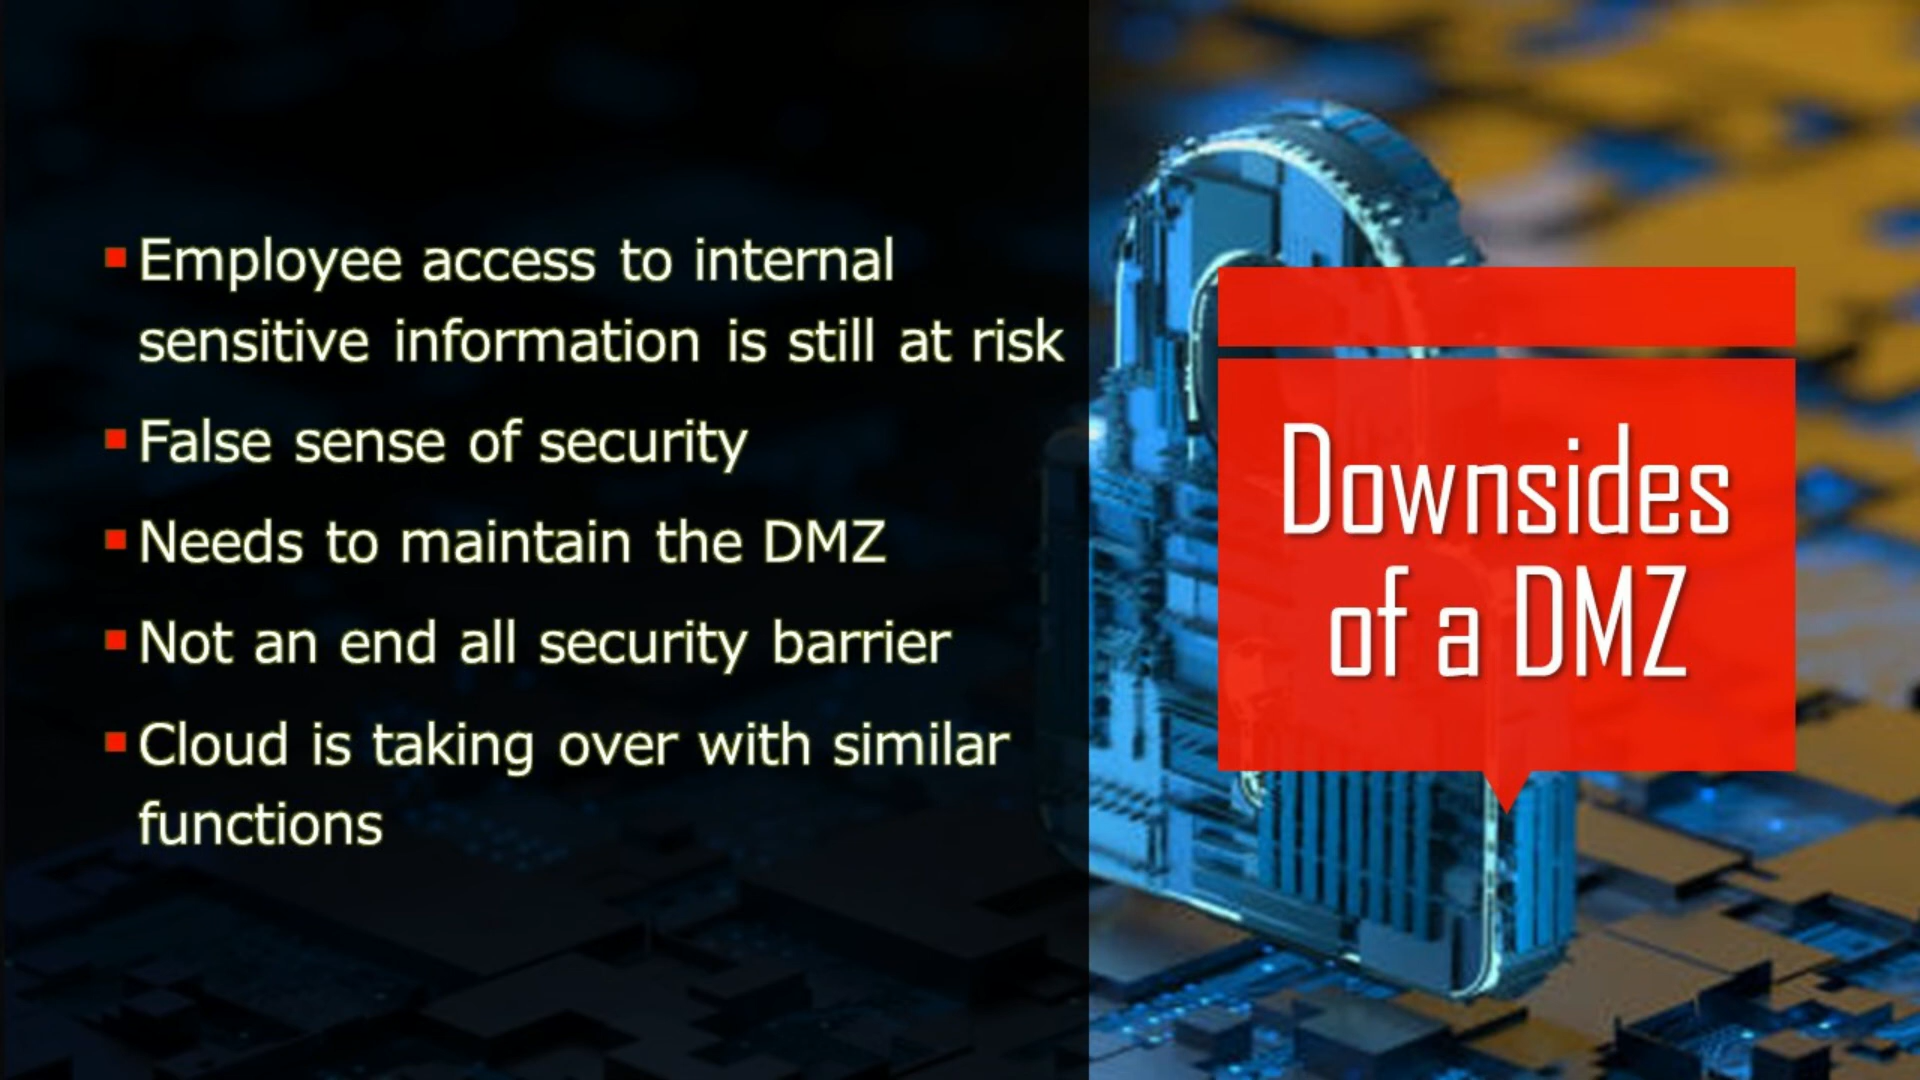 Employee access to internal
sensitive information is still at risk
False sense of security
Needs to maintain the DMZ
Not an end all security barrier
Cloud is taking over with similar
functions
Downsides
of a DMZ